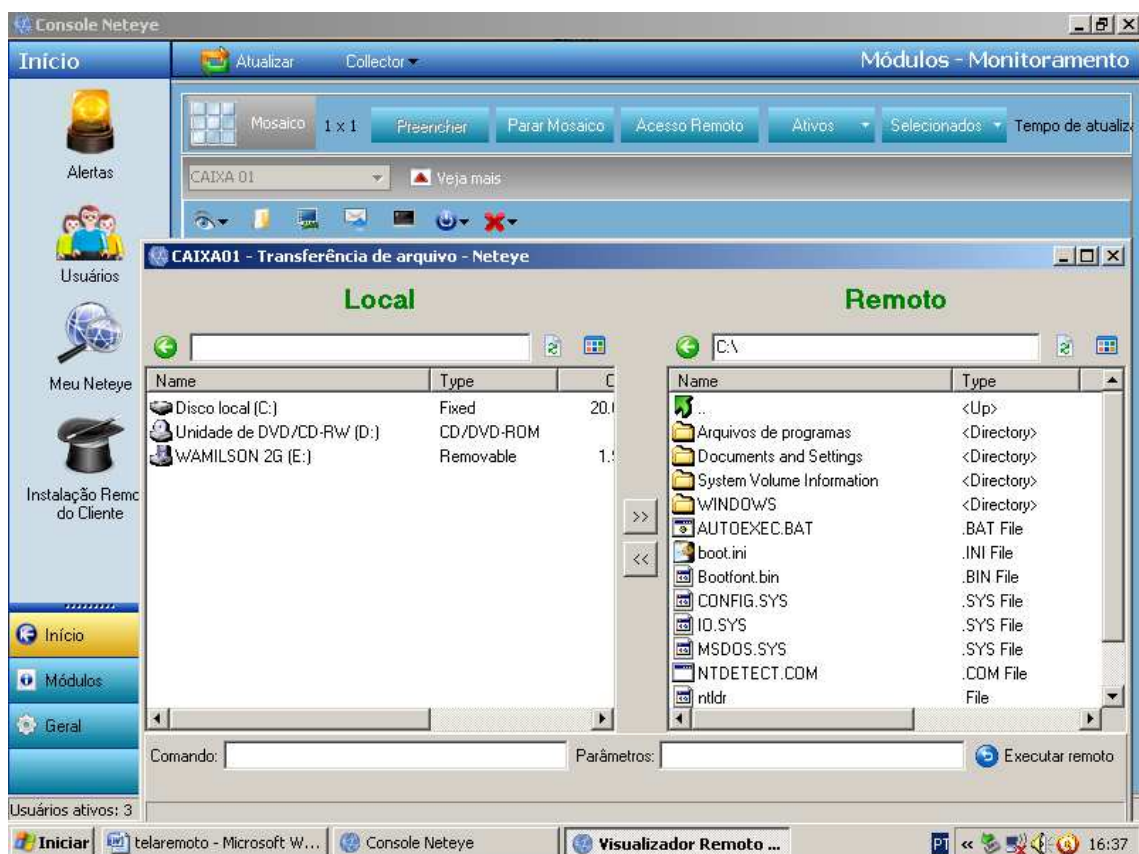 Console Neteye
Início
Atualizar Collector Módulos - Monitoramento
Mosaico 1 x 1 Preencher Parar Mosaico Acesso Remoto Ativos Selecionados Tempo de atualiza
CAIXA 01 Veja mais
Alertas
Usuários
Meu Neteye
Instalação Remo
do Cliente
Início
Módulos
Geral
Usuários ativos: 3
CAIXA01 - Transferência de arquivo - Neteye
Local
Name Type
Disco local (C:) Fixed 20.
Unidade de DVD/CD-RW (D:) CD/DVD-ROM
WAMILSON 2G (E:) Removable 1.
>>
<<
Remoto
C:\
Name Type
.. <Up>
Arquivos de programas <Directory>
Documents and Settings <Directory>
System Volume Information <Directory>
WINDOWS <Directory>
AUTOEXEC.BAT .BAT File
boot.ini .INI File
Bootfont.bin .BIN File
CONFIG.SYS .SYS File
IO.SYS .SYS File
MSDOS.SYS .SYS File
NTDETECT.COM .COM File
ntldr File
Comando: Parâmetros: Executar remoto
Iniciar telaremoto - Microsoft W... Console Neteye Visualizador Remoto ... PT « 16:37